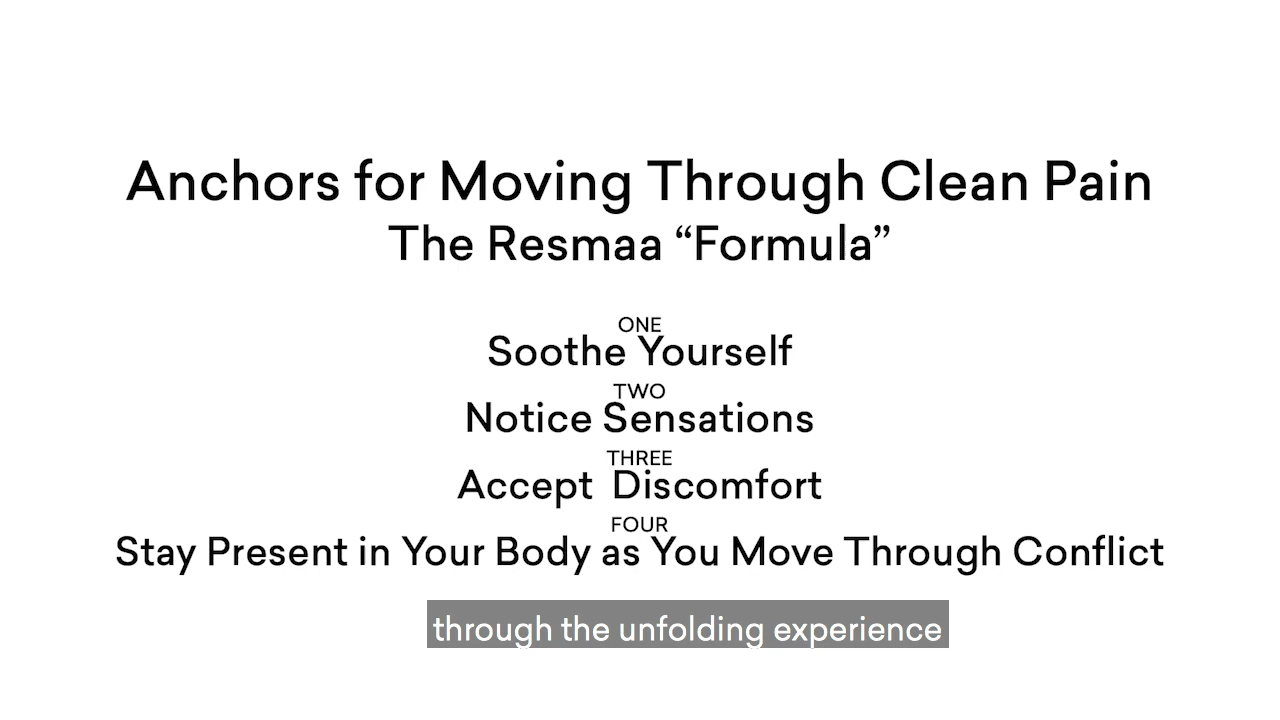 Anchors for Moving Through Clean Pain
The Resmaa “Formula”
ONE
Soothe Yourself
TWO
Notice Sensations
THREE
Accept Discomfort
FOUR
Stay Present in Your Body as You Move Through Conflict
through the unfolding experience